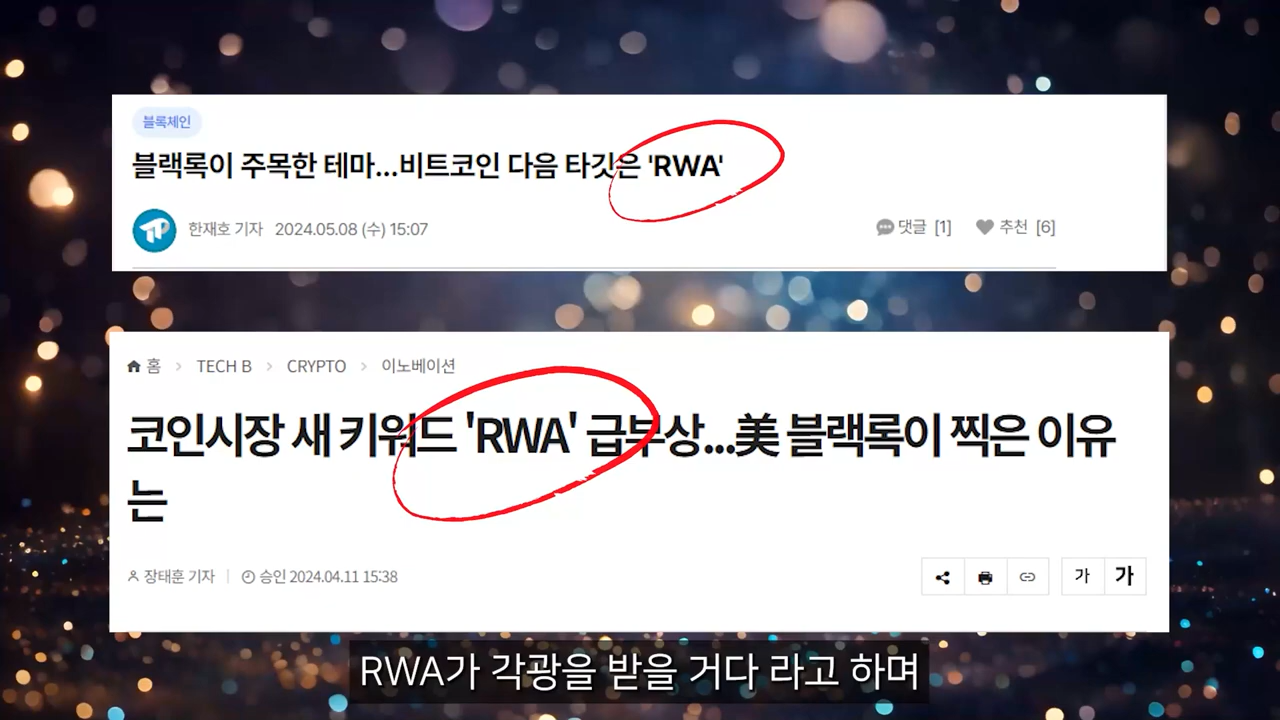 블록체인
블랙록이 주목한 테마...비트코인 다음 타깃은 'RWA'
TP 한재호 기자 2024.05.08 (수) 15:07 댓글 [1] 추천 [6]
홈 > TECH B > CRYPTO > 이노베이션
코인시장 새 키워드 'RWA' 급부상...美 블랙록이 찍은 이유
는
장태훈 기자 | 승인 2024.04.11 15:38 가 가
RWA가 각광을 받을 거다 라고 하며